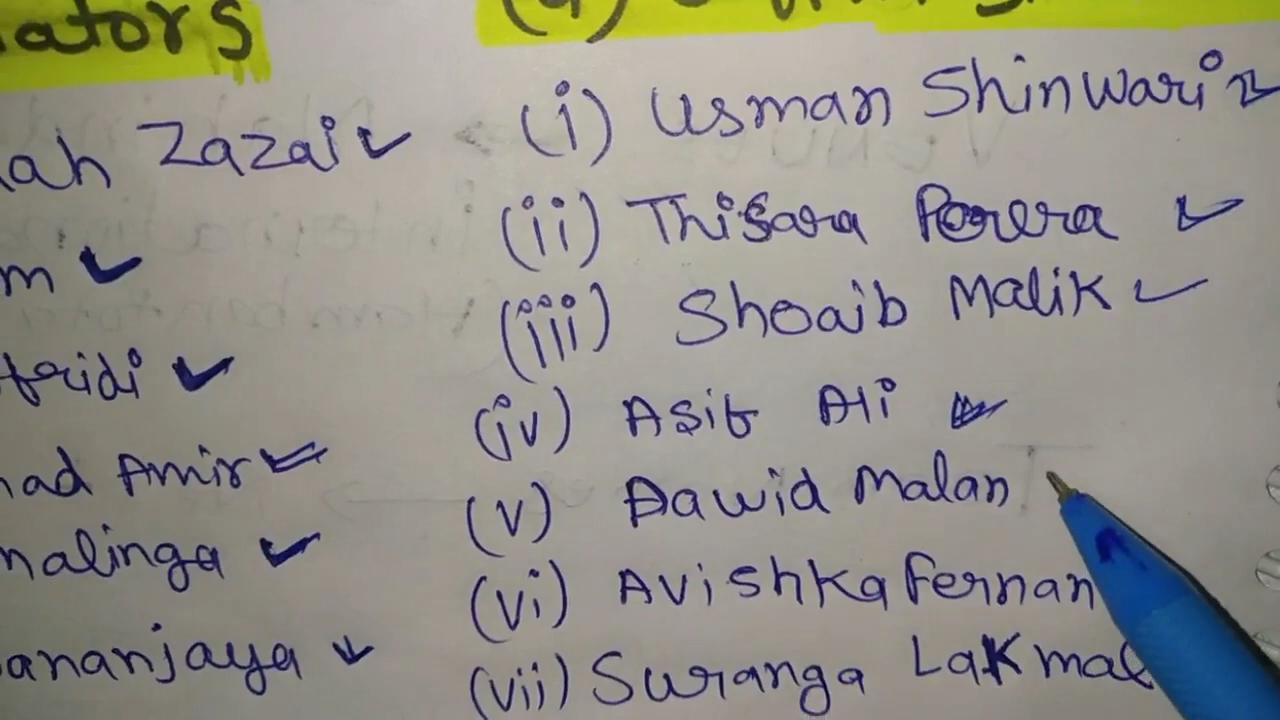 ators
ah Zazai
(i) Usman Shinwari
(ii) Thisara Perera
m
(iii) Shoaib Malik
fridi
(iv) Asif Ali
ad Amir
(v) Dawid Malan
malinga
(vi) Avishka Fernan
ananjaya
(vii) Suranga Lakmal